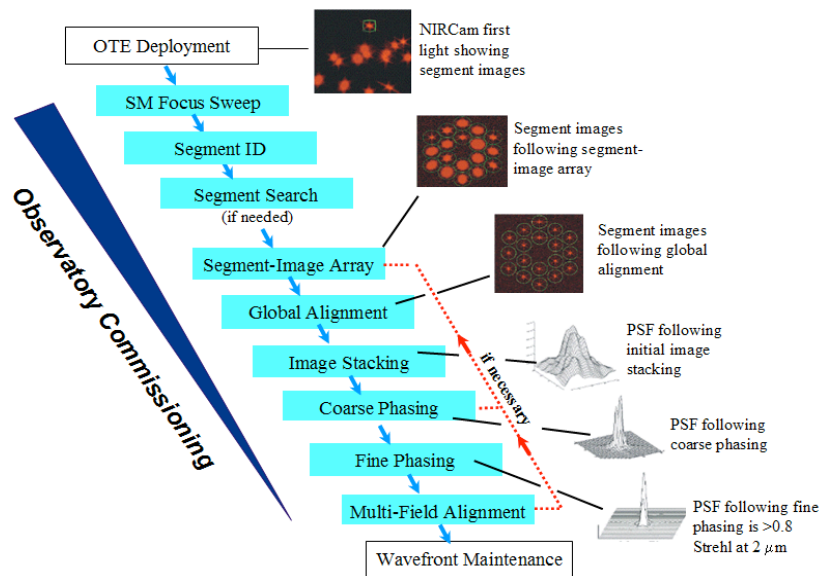 OTE Deployment
NIRCam first
light showing
segment images
SM Focus Sweep
Segment ID
Segment images
following segment-
image array
Segment Search
(if needed)
Segment-Image Array
Segment images
following global
alignment
Global Alignment
Image Stacking
PSF following
initial image
stacking
if necessary
Coarse Phasing
PSF following
coarse phasing
Fine Phasing
Multi-Field Alignment
PSF following fine
phasing is >0.8
Strehl at 2 μm
Wavefront Maintenance
Observatory Commissioning